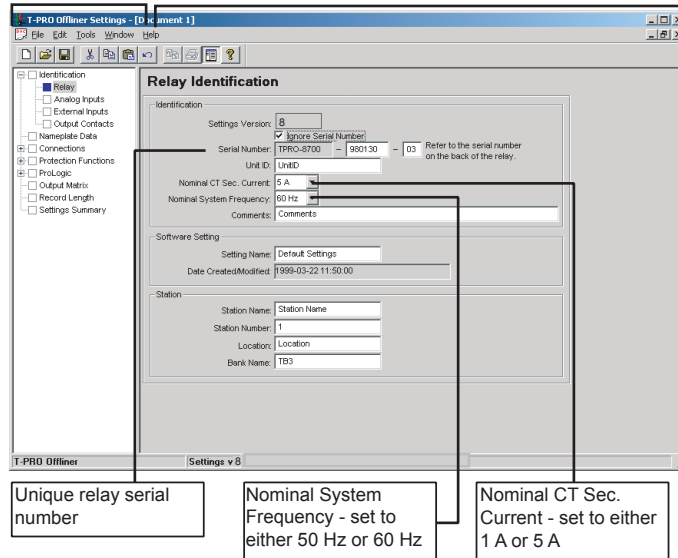 T-PRO Offliner Settings - [Document 1]
File Edit Tools Window Help
Identification
Relay
Analog Inputs
External Inputs
Output Contacts
Nameplate Data
Connections
Protection Functions
ProLogic
Output Matrix
Record Length
Settings Summary
Relay Identification
Identification
Settings Version: 8
Ignore Serial Number
Serial Number: TPRO-8700 - 980130 - 03 Refer to the serial number
on the back of the relay.
Unit ID: UnitID
Nominal CT Sec. Current: 5 A
Nominal System Frequency: 60 Hz
Comments: Comments
Software Setting
Setting Name: Default Settings
Date Created/Modified: 1999-03-22 11:50:00
Station
Station Name: Station Name
Station Number: 1
Location: Location
Bank Name: TB3
T-PRO Offliner Settings v 8
Unique relay serial
number
Nominal System
Frequency - set to
either 50 Hz or 60 Hz
Nominal CT Sec.
Current - set to either
1 A or 5 A